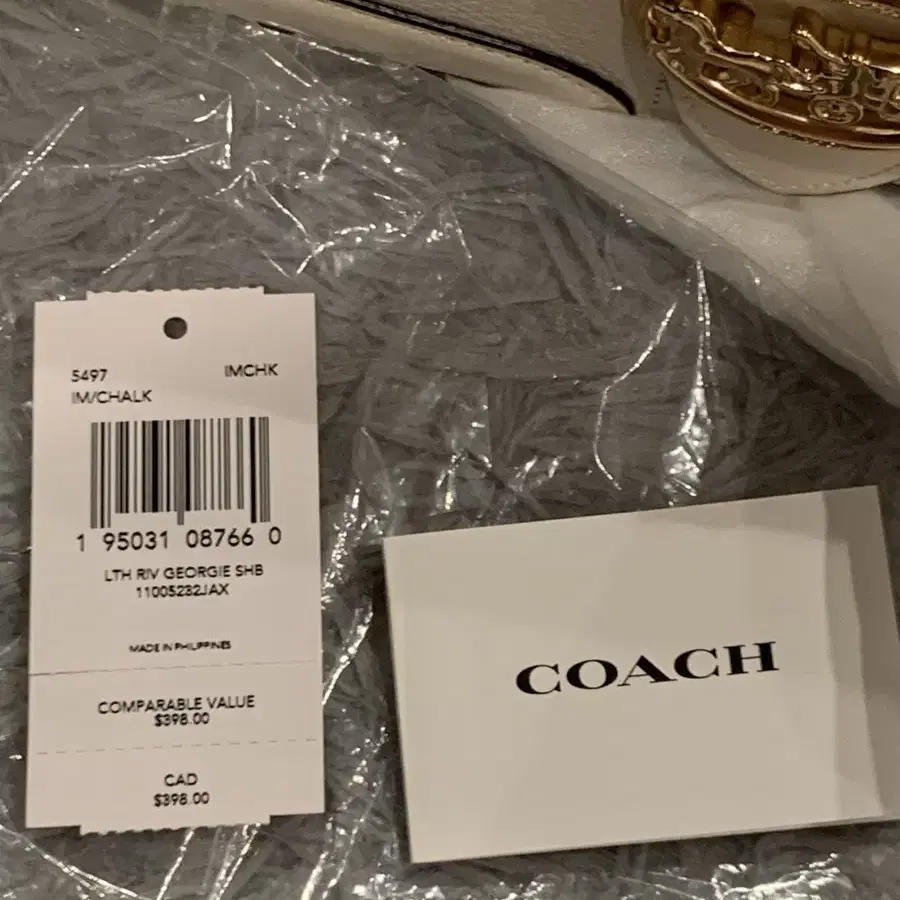 5497 IMCHK
IM/CHALK
1 95031 08766 0
LTH RIV GEORGIE SHB
11005232JAX
MADE IN PHILIPPINES
COMPARABLE VALUE
$398.00
CAD
$398.00
COACH